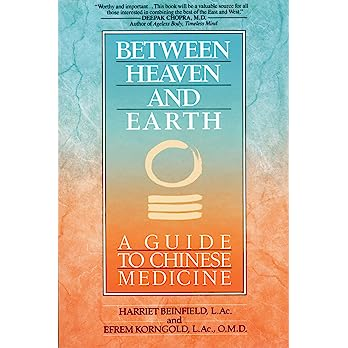 "Worthy and important... This book will be a valuable source for all
those interested in combining the best of the East and West."
DEEPAK CHOPRA, M.D.
Author of Ageless Body, Timeless Mind
BETWEEN
HEAVEN
AND
EARTH
A GUIDE
TO CHINESE
MEDICINE
HARRIET BEINFIELD, L.Ac.
and
EFREM KORNGOLD, L.Ac., O.M.D.